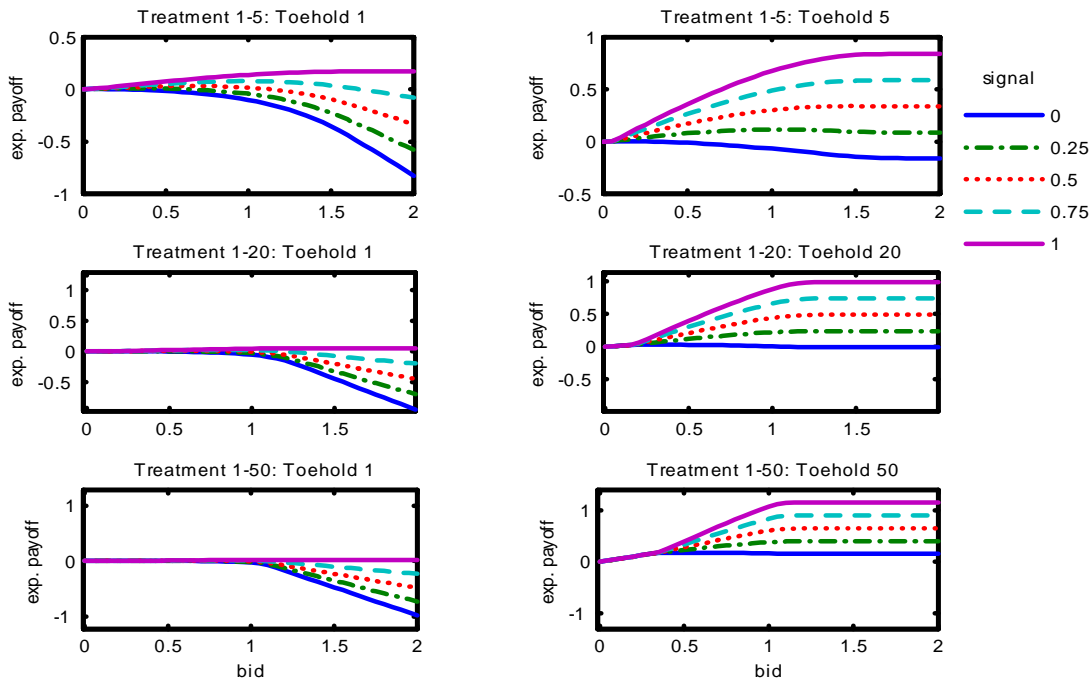 Treatment 1-5: Toehold 1
0.5
0
-0.5
-1
exp. payoff
0 0.5 1 1.5 2
Treatment 1-5: Toehold 5
1
0.5
0
-0.5
exp. payoff
0 0.5 1 1.5 2
signal
0
0.25
0.5
0.75
1
Treatment 1-20: Toehold 1
1
0.5
0
-0.5
exp. payoff
0 0.5 1 1.5 2
Treatment 1-20: Toehold 20
1
0.5
0
-0.5
exp. payoff
0 0.5 1 1.5 2
Treatment 1-50: Toehold 1
1
0
-1
exp. payoff
0 0.5 1 1.5 2
bid
Treatment 1-50: Toehold 50
1
0
-1
exp. payoff
0 0.5 1 1.5 2
bid